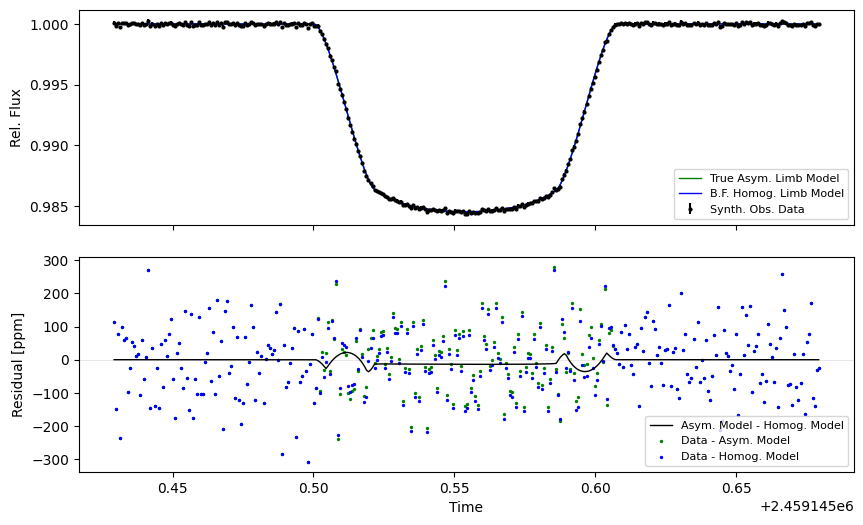 1.000
0.995
0.990
0.985
Rel. Flux
True Asym. Limb Model
B.F. Homog. Limb Model
Synth. Obs. Data
300
200
100
0
−100
−200
−300
Residual [ppm]
Asym. Model - Homog. Model
Data - Asym. Model
Data - Homog. Model
0.45
0.50
0.55
0.60
0.65
Time
+2.459145e6